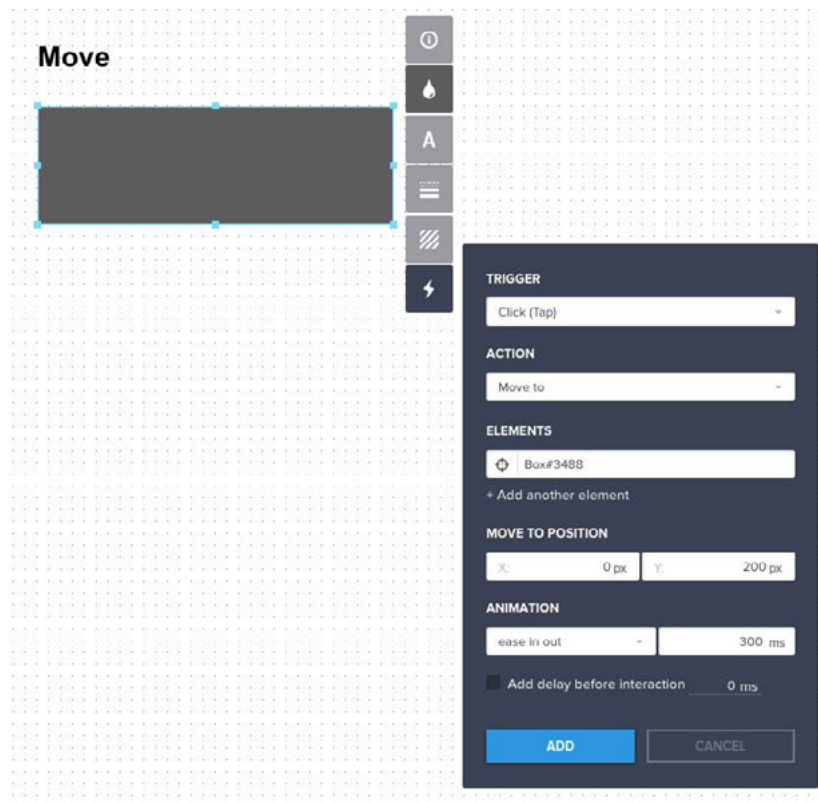 Move
A
TRIGGER
Click (Tap)
ACTION
Move to
ELEMENTS
Box#3488
+ Add another element
MOVE TO POSITION
X: 0 px Y: 200 px
ANIMATION
ease in out 300 ms
Add delay before interaction 0 ms
ADD CANCEL